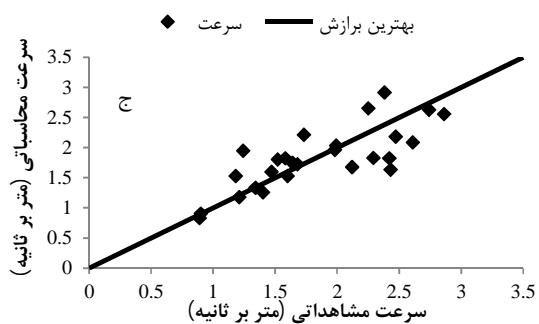 سرعت بهترین برازش
ج
سرعت محاسباتی (متر بر ثانیه)
3.5
3
2.5
2
1.5
1
0.5
0
0 0.5 1 1.5 2 2.5 3 3.5
سرعت مشاهداتی (متر بر ثانیه)